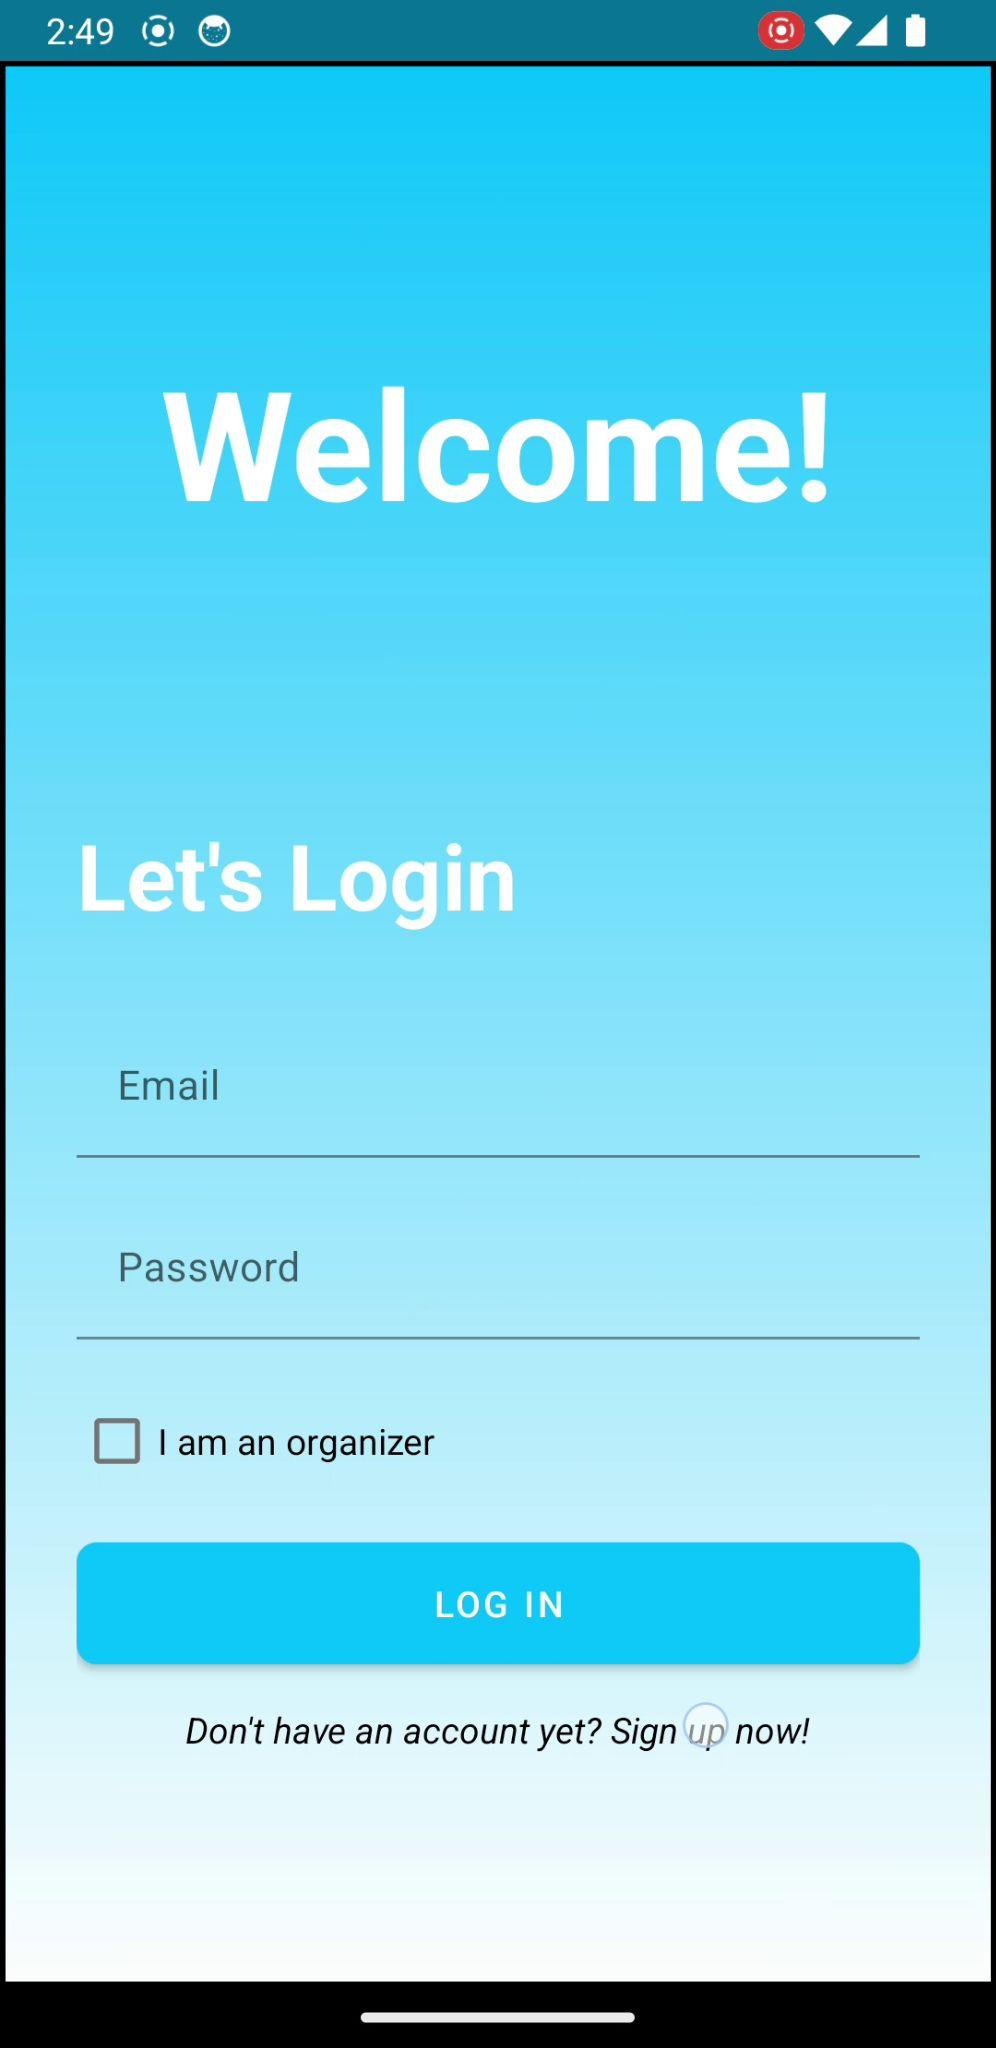 2:49
Welcome!
Let's Login
Email
Password
I am an organizer
LOG IN
Don't have an account yet? Sign up now!